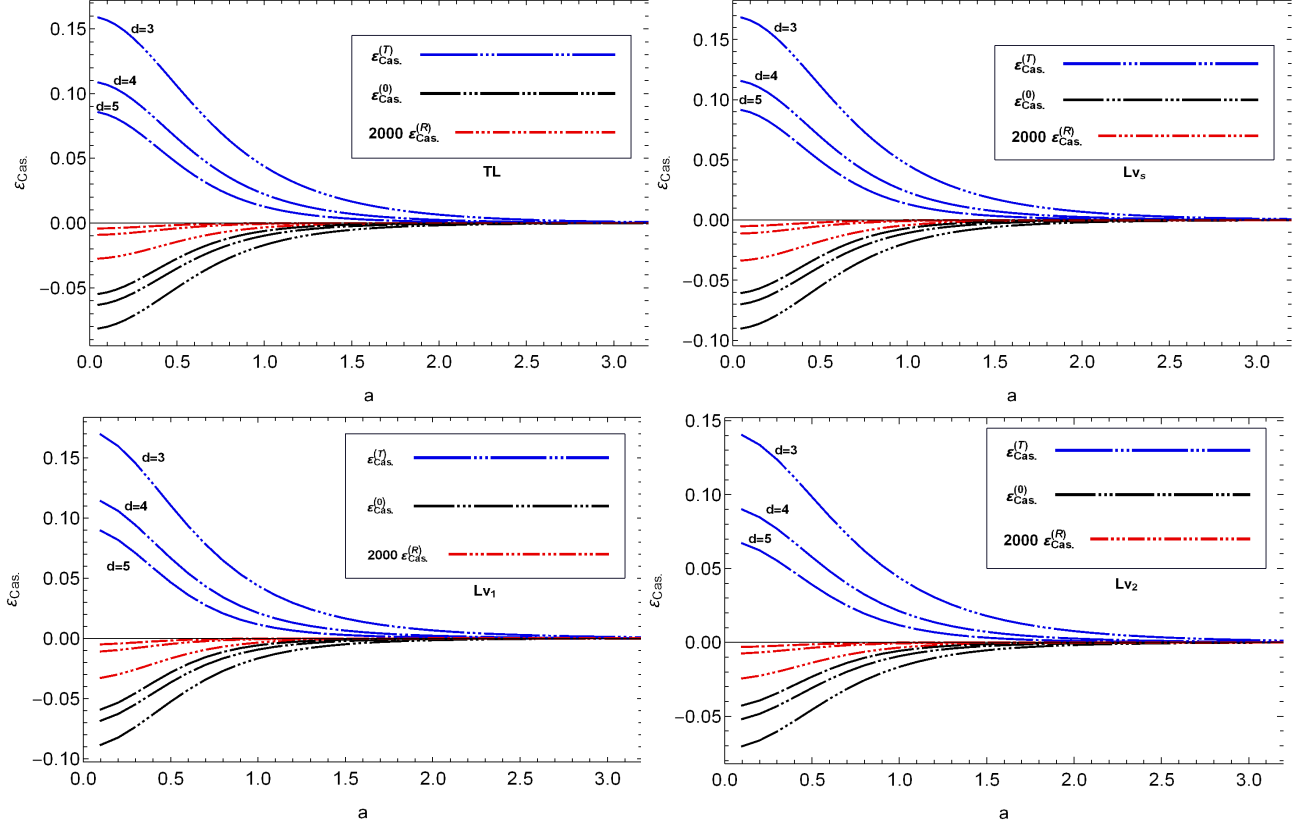 d=3
d=4
d=5
ε_Cas.^(T)
ε_Cas.^(0)
2000 ε_Cas.^(R)
TL
ε_Cas.
0.15
0.10
0.05
0.00
−0.05
0.0 0.5 1.0 1.5 2.0 2.5 3.0
a
d=3
d=4
d=5
ε_Cas.^(T)
ε_Cas.^(0)
2000 ε_Cas.^(R)
Lv_s
ε_Cas.
0.15
0.10
0.05
0.00
−0.05
−0.10
0.0 0.5 1.0 1.5 2.0 2.5 3.0
a
d=3
d=4
d=5
ε_Cas.^(T)
ε_Cas.^(0)
2000 ε_Cas.^(R)
Lv_1
ε_Cas.
0.15
0.10
0.05
0.00
−0.05
−0.10
0.0 0.5 1.0 1.5 2.0 2.5 3.0
a
d=3
d=4
d=5
ε_Cas.^(T)
ε_Cas.^(0)
2000 ε_Cas.^(R)
Lv_2
ε_Cas.
0.15
0.10
0.05
0.00
−0.05
0.0 0.5 1.0 1.5 2.0 2.5 3.0
a